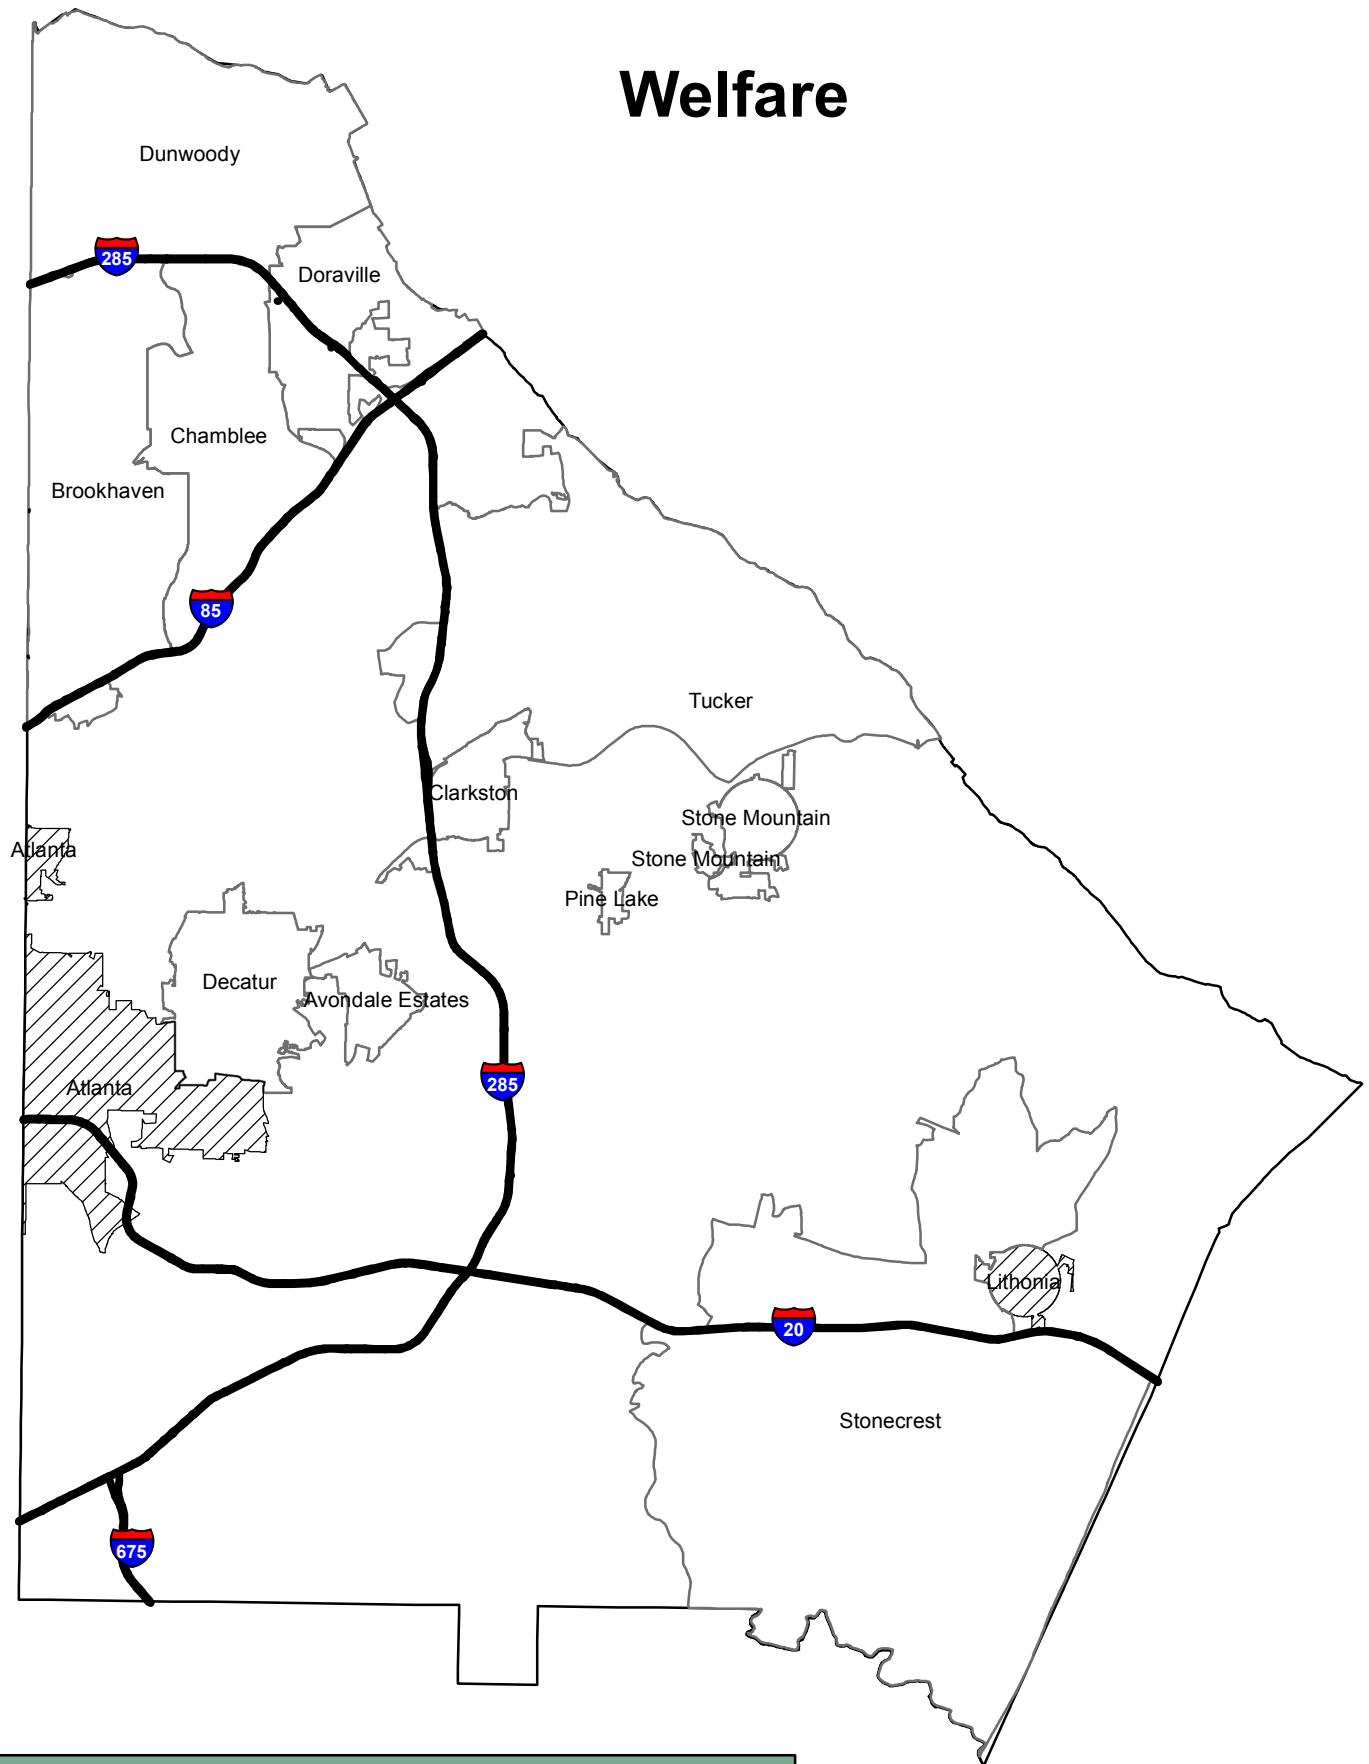 Welfare
Dunwoody
285
Doraville
Chamblee
Brookhaven
85
Tucker
Clarkston
Stone Mountain
Atlanta
Stone Mountain
Pine Lake
Decatur
Avondale Estates
285
Atlanta
Lithonia
20
Stonecrest
675